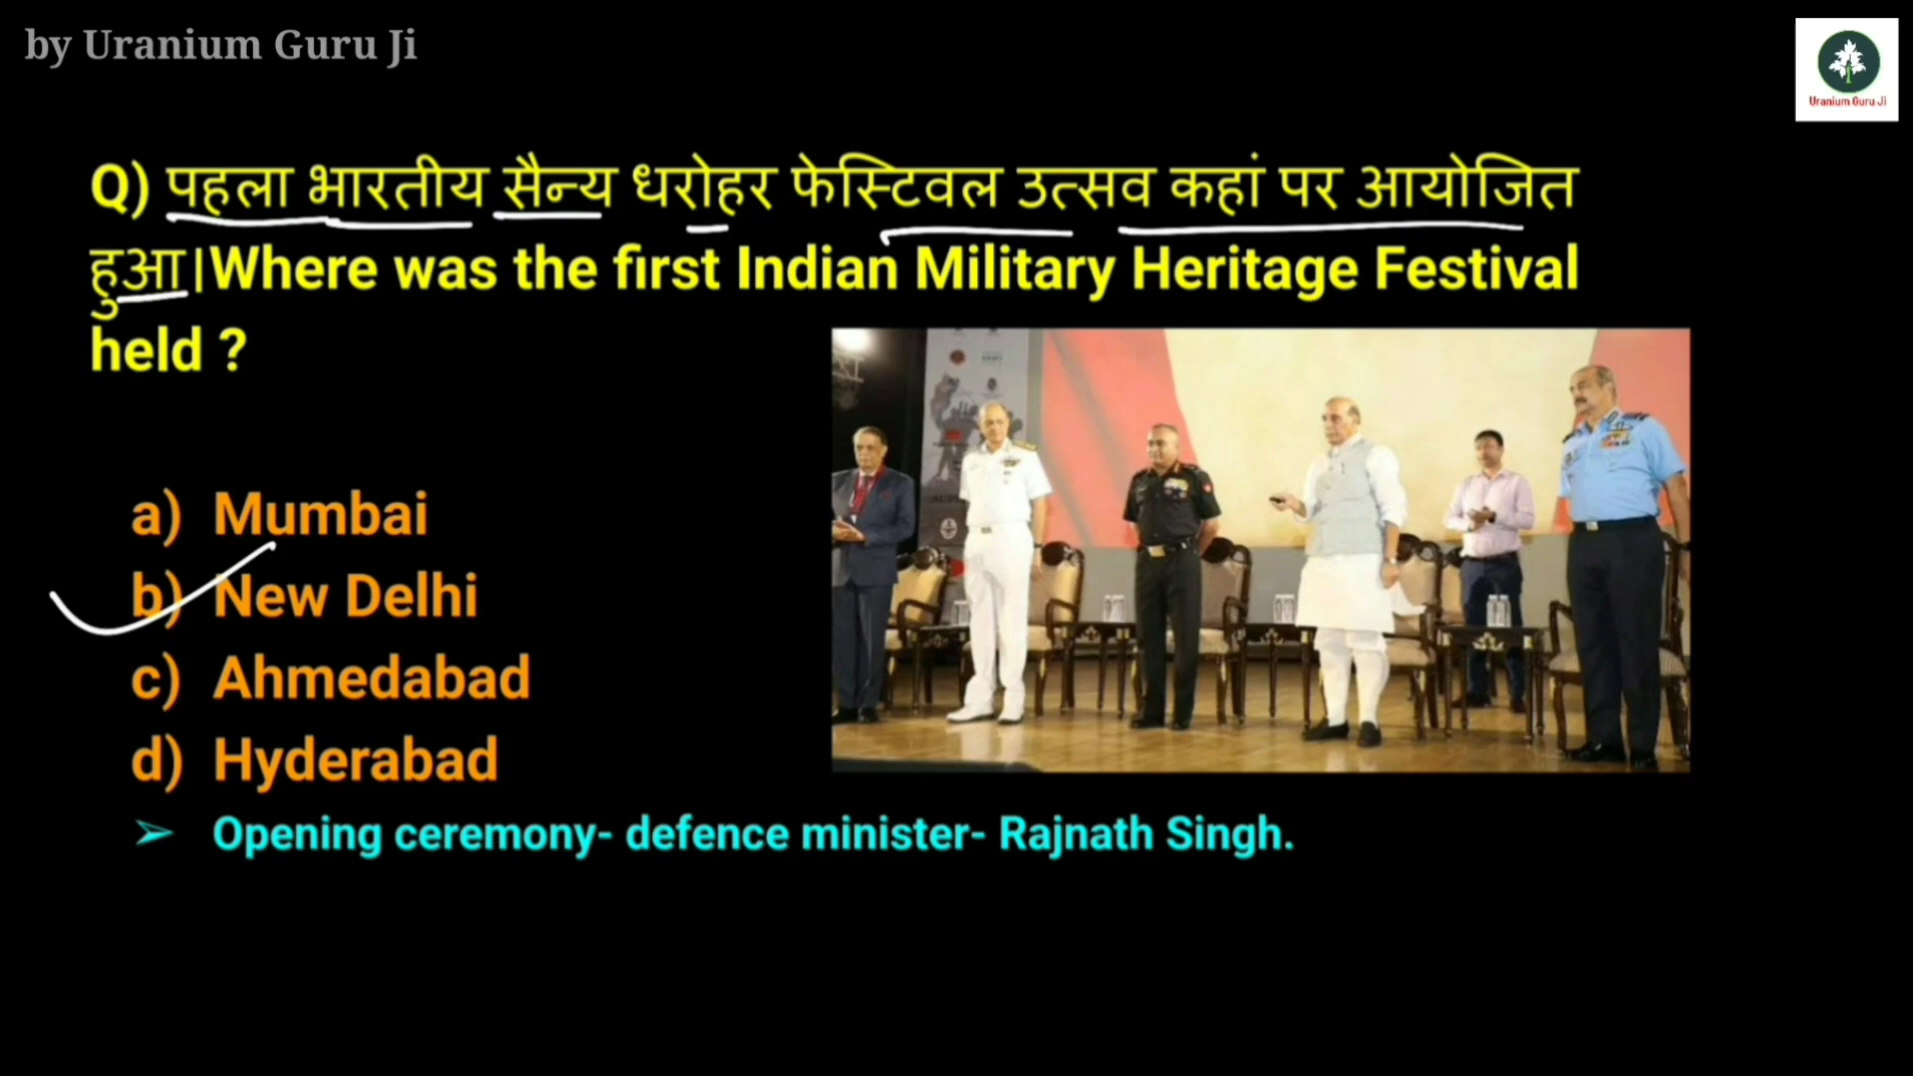 by Uranium Guru Ji
Uranium Guru Ji
Q) पहला भारतीय सैन्य धरोहर फेस्टिवल उत्सव कहां पर आयोजित
हुआ।Where was the first Indian Military Heritage Festival
held ?
a) Mumbai
b) New Delhi
c) Ahmedabad
d) Hyderabad
➢ Opening ceremony- defence minister- Rajnath Singh.